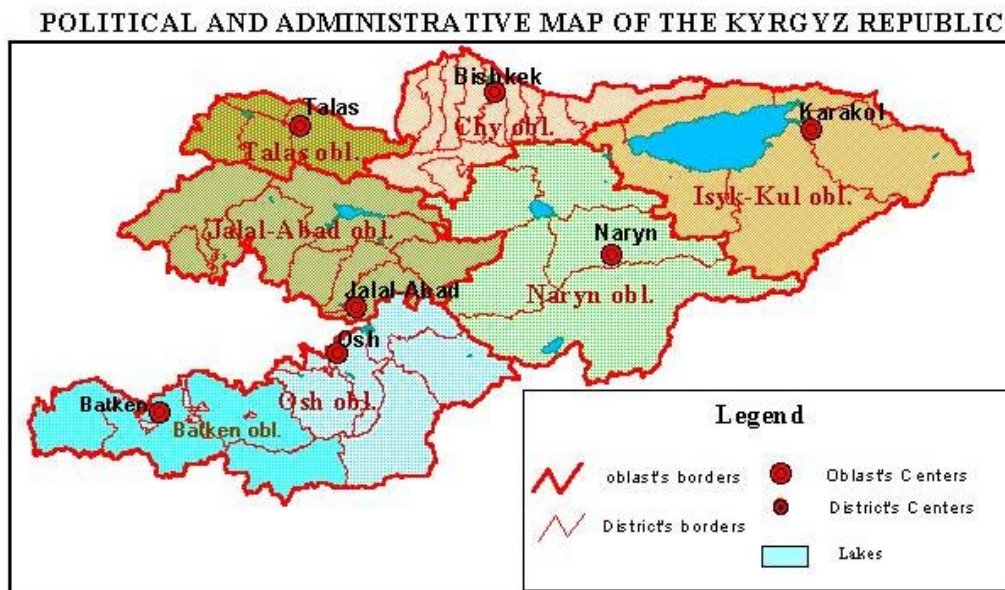 POLITICAL AND ADMINISTRATIVE MAP OF THE KYRGYZ REPUBLIC
Bishkek
Talas
Karakol
Chy obl.
Talas obl.
Isyk-Kul obl.
Jalal-Abad obl.
Naryn
Jalal-Abad
Naryn obl.
Osh
Batken
Osh obl.
Batken obl.
Legend
oblast's borders
Oblast's Centers
District's borders
District's Centers
Lakes